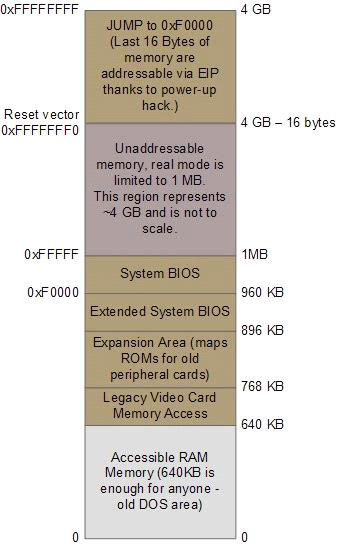 0xFFFFFFFF
4 GB
JUMP to 0xF0000
(Last 16 Bytes of
memory are
addressable via EIP
thanks to power-up
hack.)
Reset vector
0xFFFFFFF0
4 GB – 16 bytes
Unaddressable
memory, real mode is
limited to 1 MB.
This region represents
~4 GB and is not to
scale.
0xFFFFF
1MB
System BIOS
0xF0000
960 KB
Extended System BIOS
896 KB
Expansion Area (maps
ROMs for old
peripheral cards)
768 KB
Legacy Video Card
Memory Access
640 KB
Accessible RAM
Memory (640KB is
enough for anyone -
old DOS area)
0
0